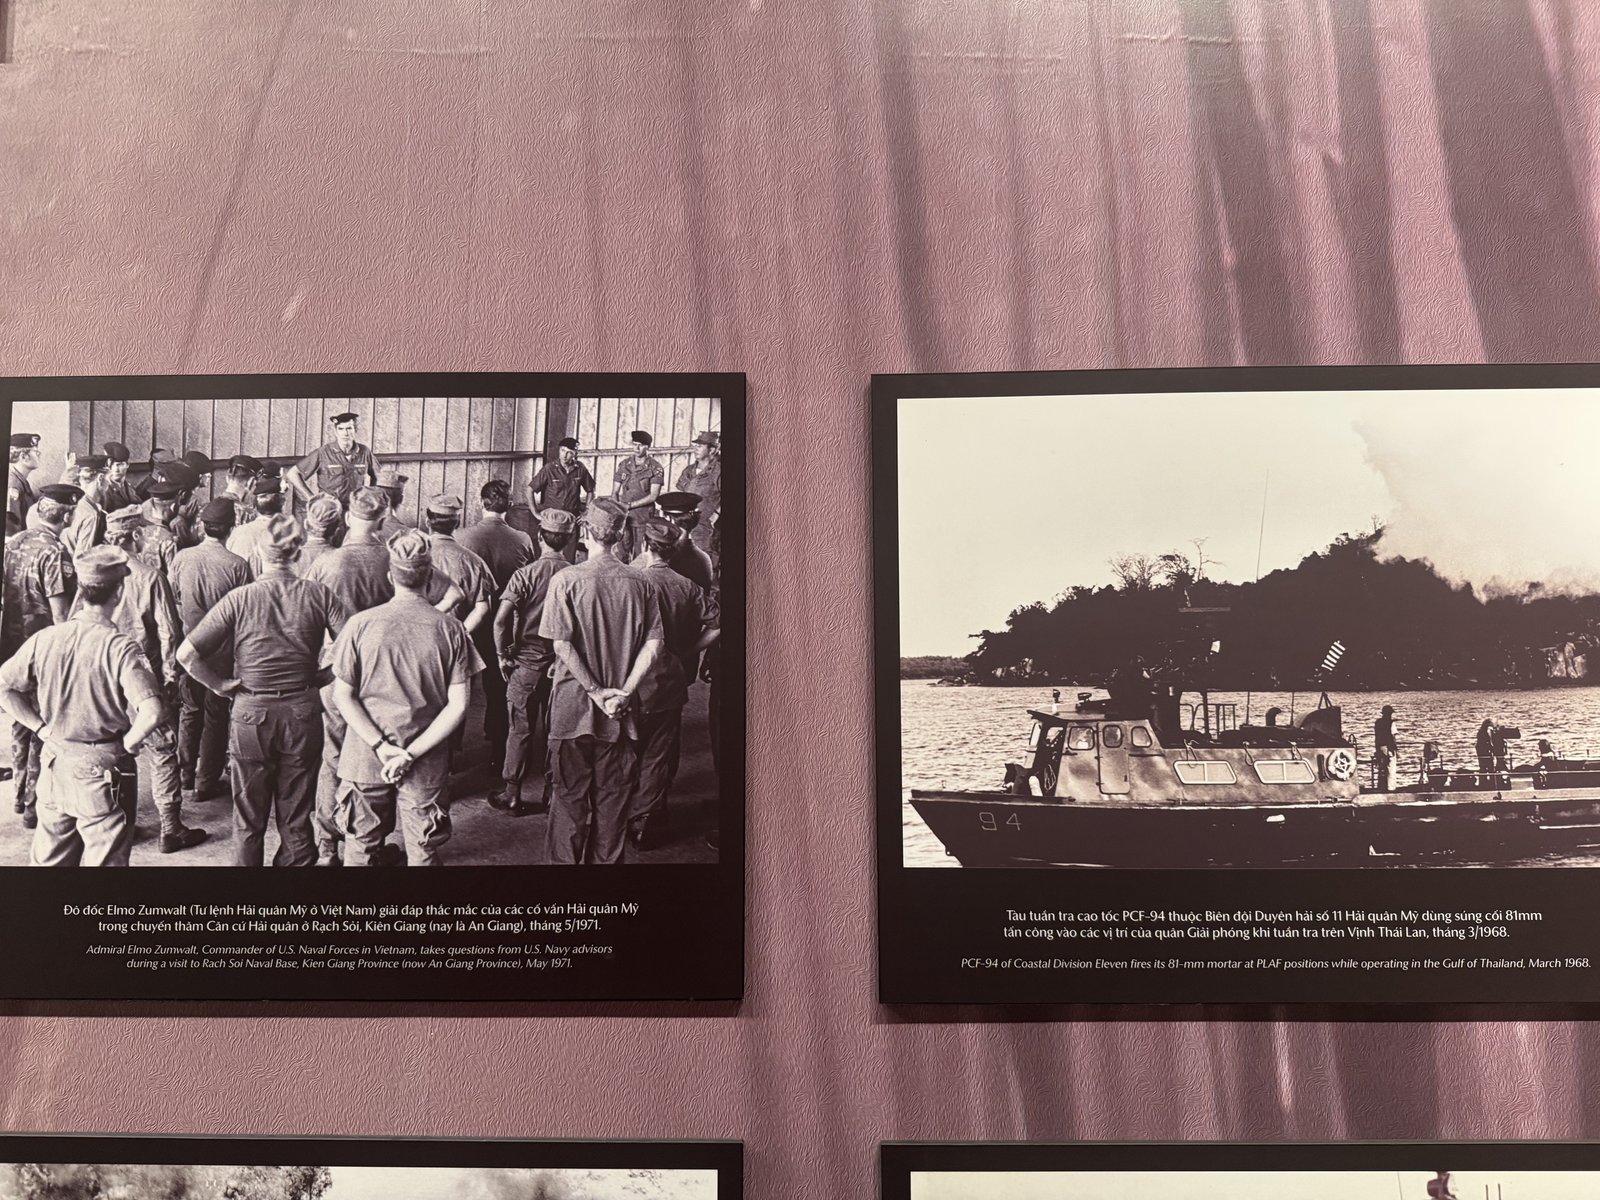 Đô đốc Elmo Zumwalt (Tư lệnh Hải quân Mỹ ở Việt Nam) giải đáp thắc mắc của các cố vấn Hải quân Mỹ
trong chuyến thăm Căn cứ Hải quân ở Rạch Sỏi, Kiên Giang (nay là An Giang), tháng 5/1971.
Admiral Elmo Zumwalt, Commander of U.S. Naval Forces in Vietnam, takes questions from U.S. Navy advisors
during a visit to Rach Soi Naval Base, Kien Giang Province (now An Giang Province), May 1971.
94
Tàu tuần tra cao tốc PCF-94 thuộc Biên đội Duyên hải số 11 Hải quân Mỹ dùng súng cối 81mm
tấn công vào các vị trí của quân Giải phóng khi tuần tra trên Vịnh Thái Lan, tháng 3/1968.
PCF-94 of Coastal Division Eleven fires its 81-mm mortar at PLAF positions while operating in the Gulf of Thailand, March 1968.